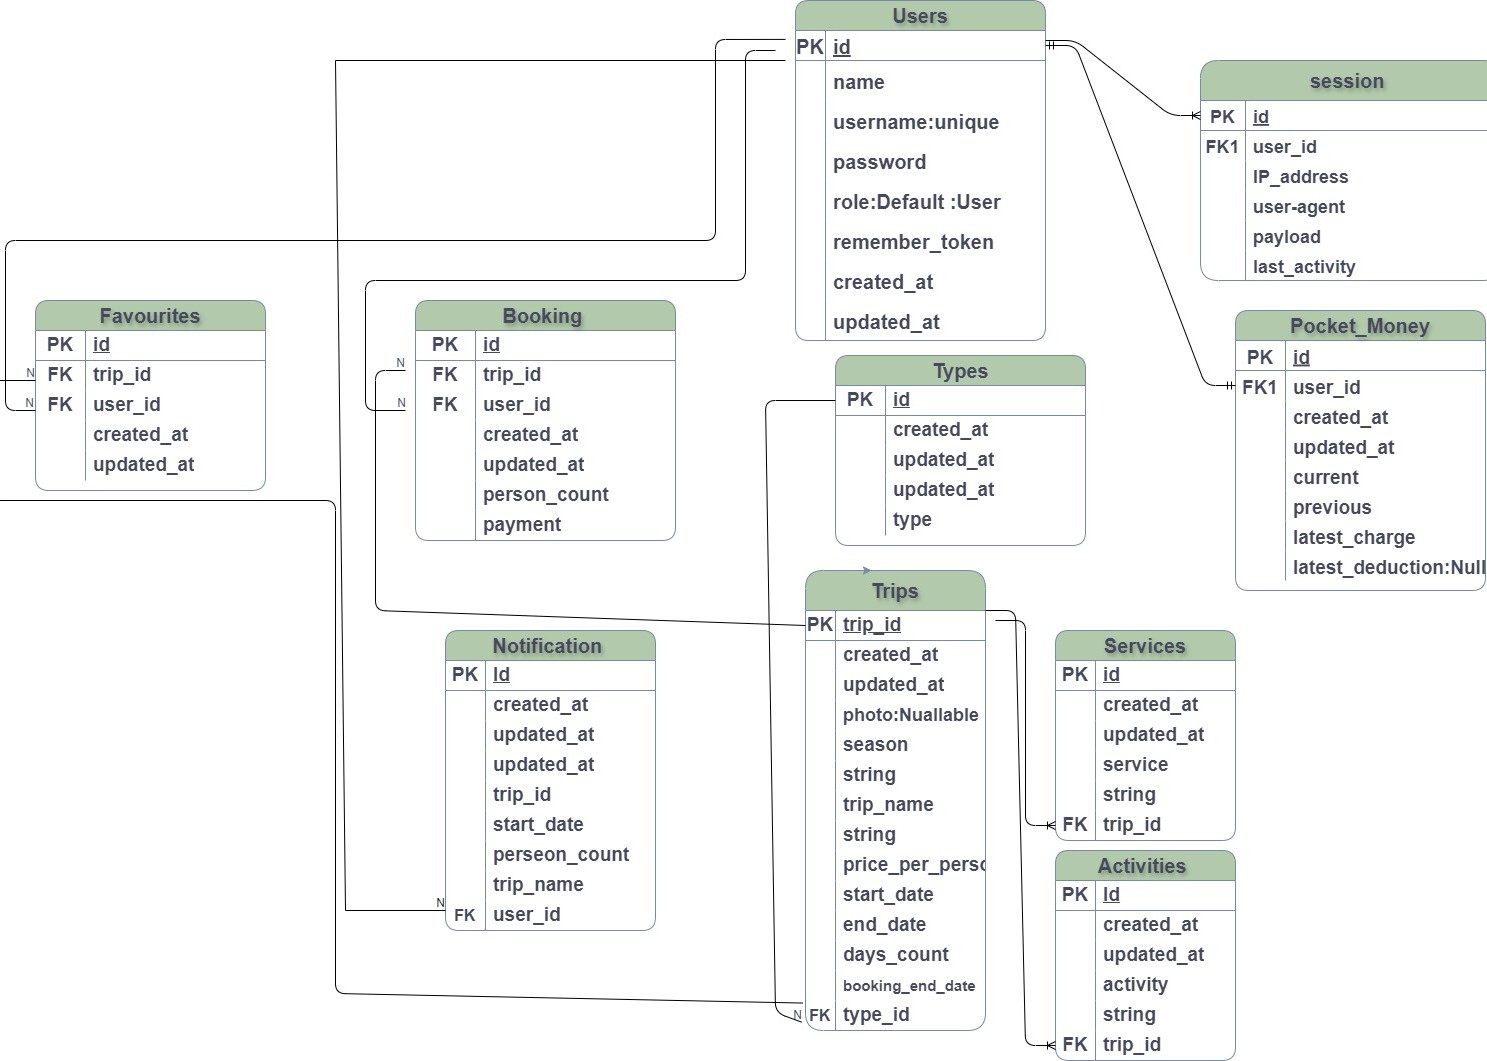 Users
PK id
name
username:unique
password
role:Default :User
remember_token
created_at
updated_at
session
PK id
FK1 user_id
IP_address
user-agent
payload
last_activity
Favourites
PK id
N FK trip_id
N FK user_id
created_at
updated_at
Booking
PK id
N FK trip_id
N FK user_id
created_at
updated_at
person_count
payment
Types
PK id
created_at
updated_at
updated_at
type
Pocket_Money
PK id
FK1 user_id
created_at
updated_at
current
previous
latest_charge
latest_deduction:Null
Notification
PK Id
created_at
updated_at
updated_at
trip_id
start_date
perseon_count
trip_name
N FK user_id
Trips
PK trip_id
created_at
updated_at
photo:Nuallable
season
string
trip_name
string
price_per_perso
start_date
end_date
days_count
booking_end_date
N FK type_id
Services
PK id
created_at
updated_at
service
string
FK trip_id
Activities
PK Id
created_at
updated_at
activity
string
FK trip_id